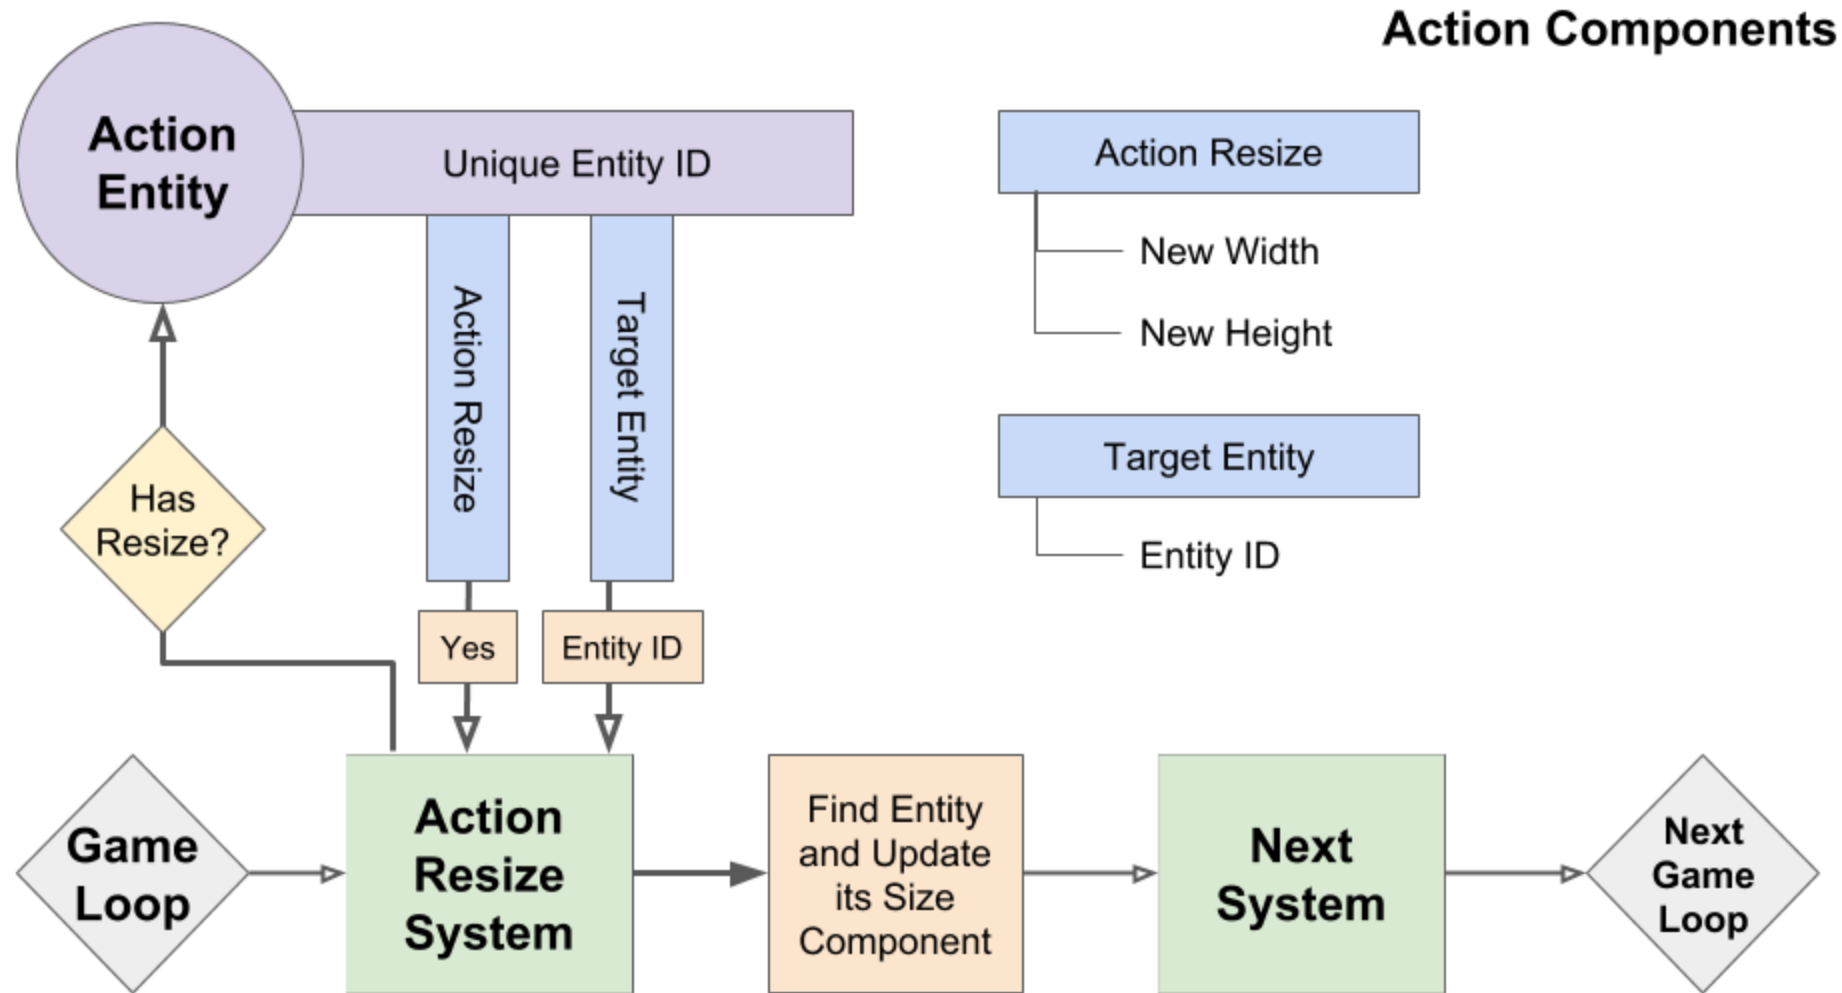 Action Components
Action
Entity
Unique Entity ID
Action Resize
Target Entity
Action Resize
New Width
New Height
Target Entity
Entity ID
Has
Resize?
Yes
Entity ID
Game
Loop
Action
Resize
System
Find Entity
and Update
its Size
Component
Next
System
Next
Game
Loop